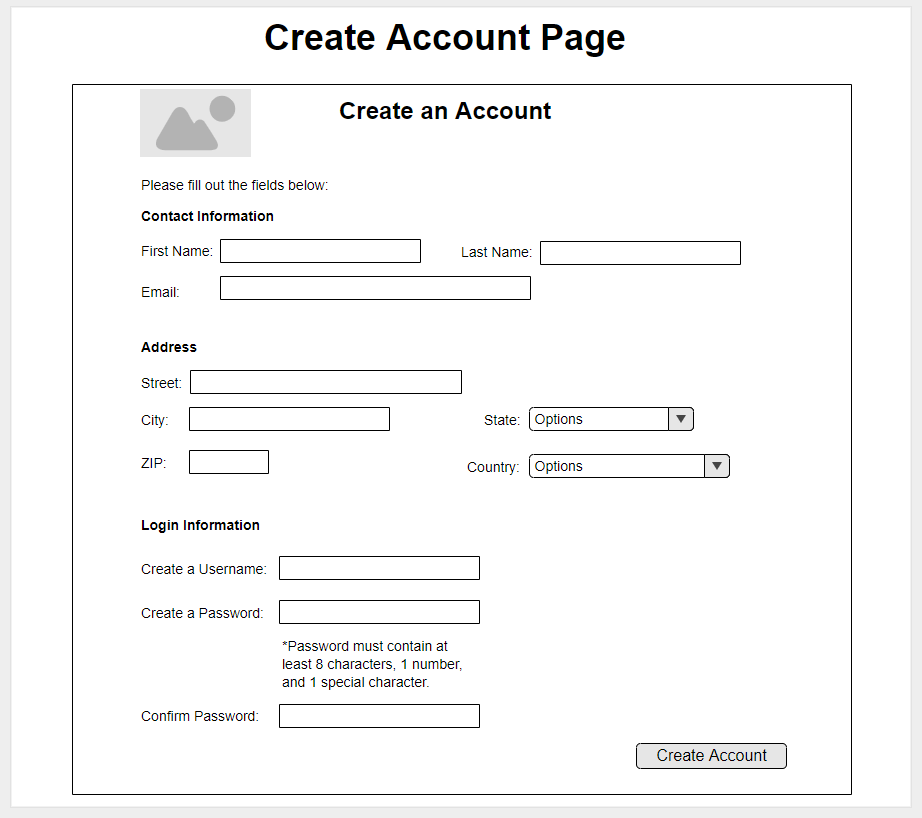 Create Account Page
Create an Account
Please fill out the fields below:
Contact Information
First Name:
Last Name:
Email:
Address
Street:
City:
State: Options
ZIP:
Country: Options
Login Information
Create a Username:
Create a Password:
*Password must contain at
least 8 characters, 1 number,
and 1 special character.
Confirm Password:
Create Account